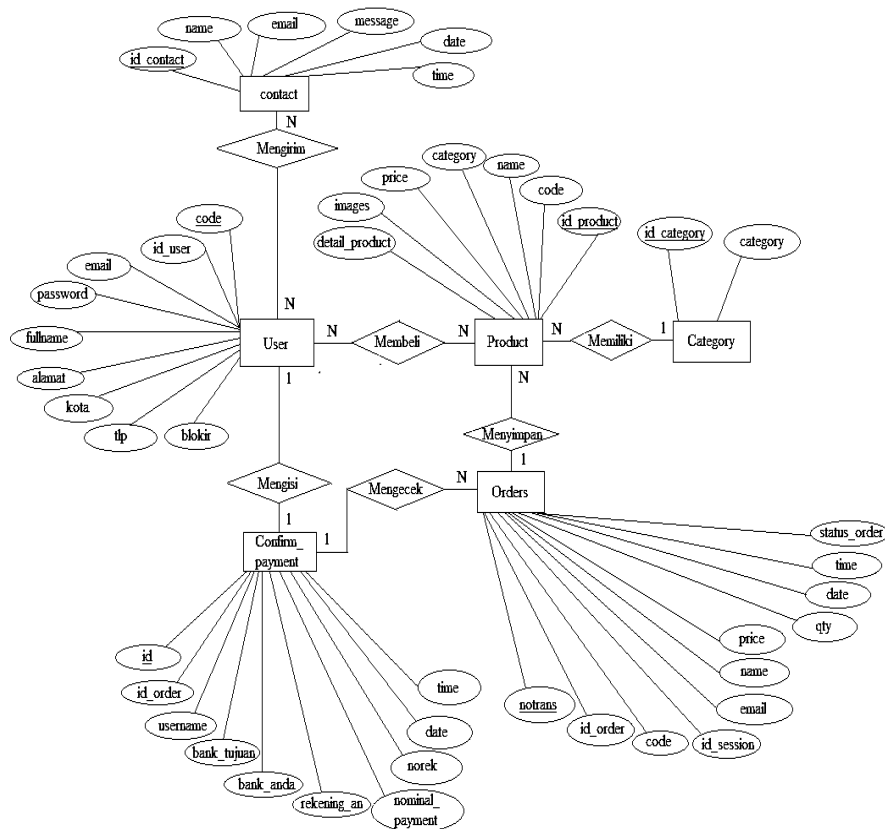 message
email
name
date
id_contact
time
contact
N
Mengirim
category
name
price
code
images
id_product
detail_product
code
id_user
email
password
fullname
alamat
kota
tlp
blokir
id_category
category
N
User
N
Membeli
N
Product
N
Memiliki
1
Category
1
N
Menyimpan
1
Mengisi
Mengecek
N
Orders
1
Confirm_
payment
1
status_order
time
date
qty
price
name
email
id_session
code
id_order
notrans
id
id_order
username
bank_tujuan
bank_anda
rekening_an
nominal_
payment
norek
date
time